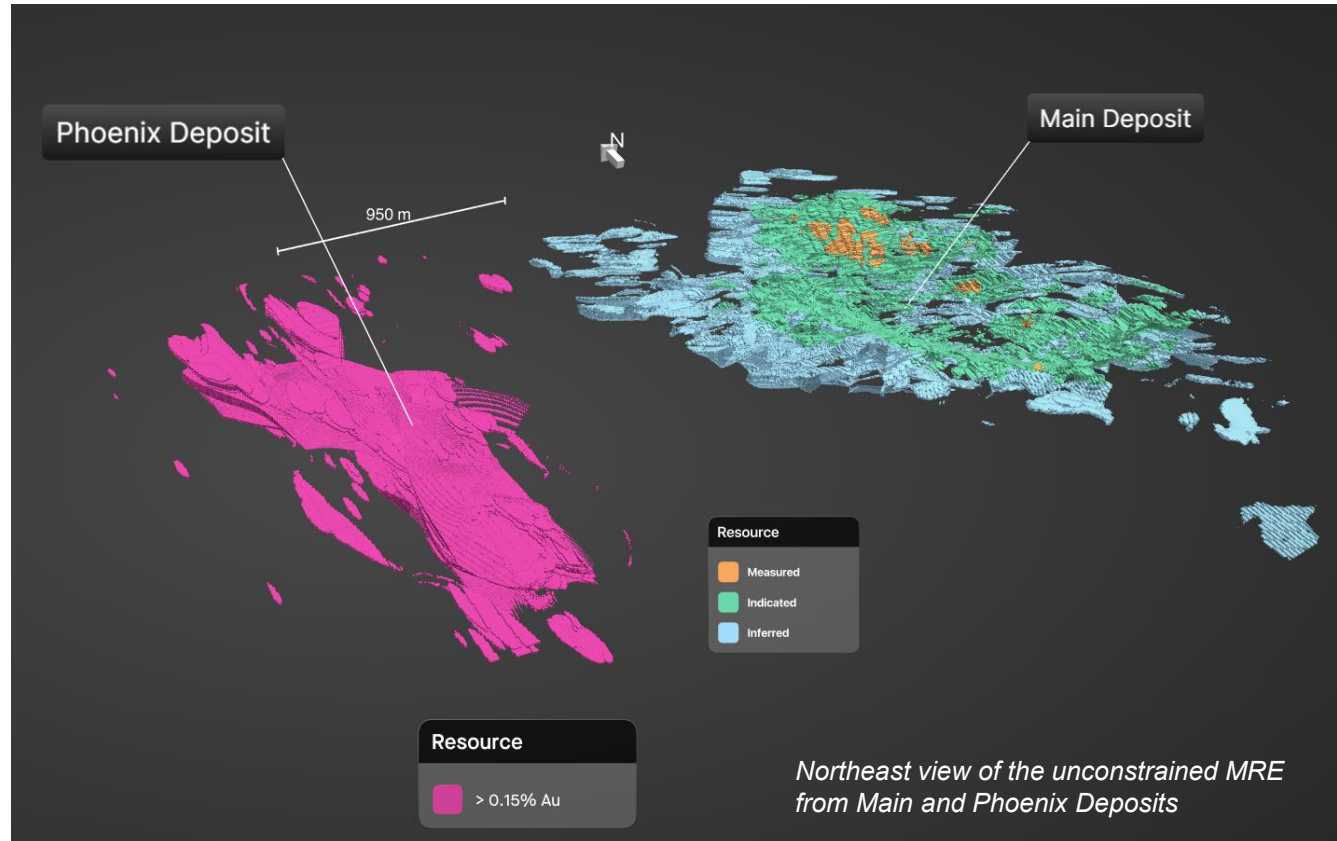 Phoenix Deposit
Main Deposit
N
950 m
Resource
Measured
Indicated
Inferred
Resource
> 0.15% Au
Northeast view of the unconstrained MRE
from Main and Phoenix Deposits